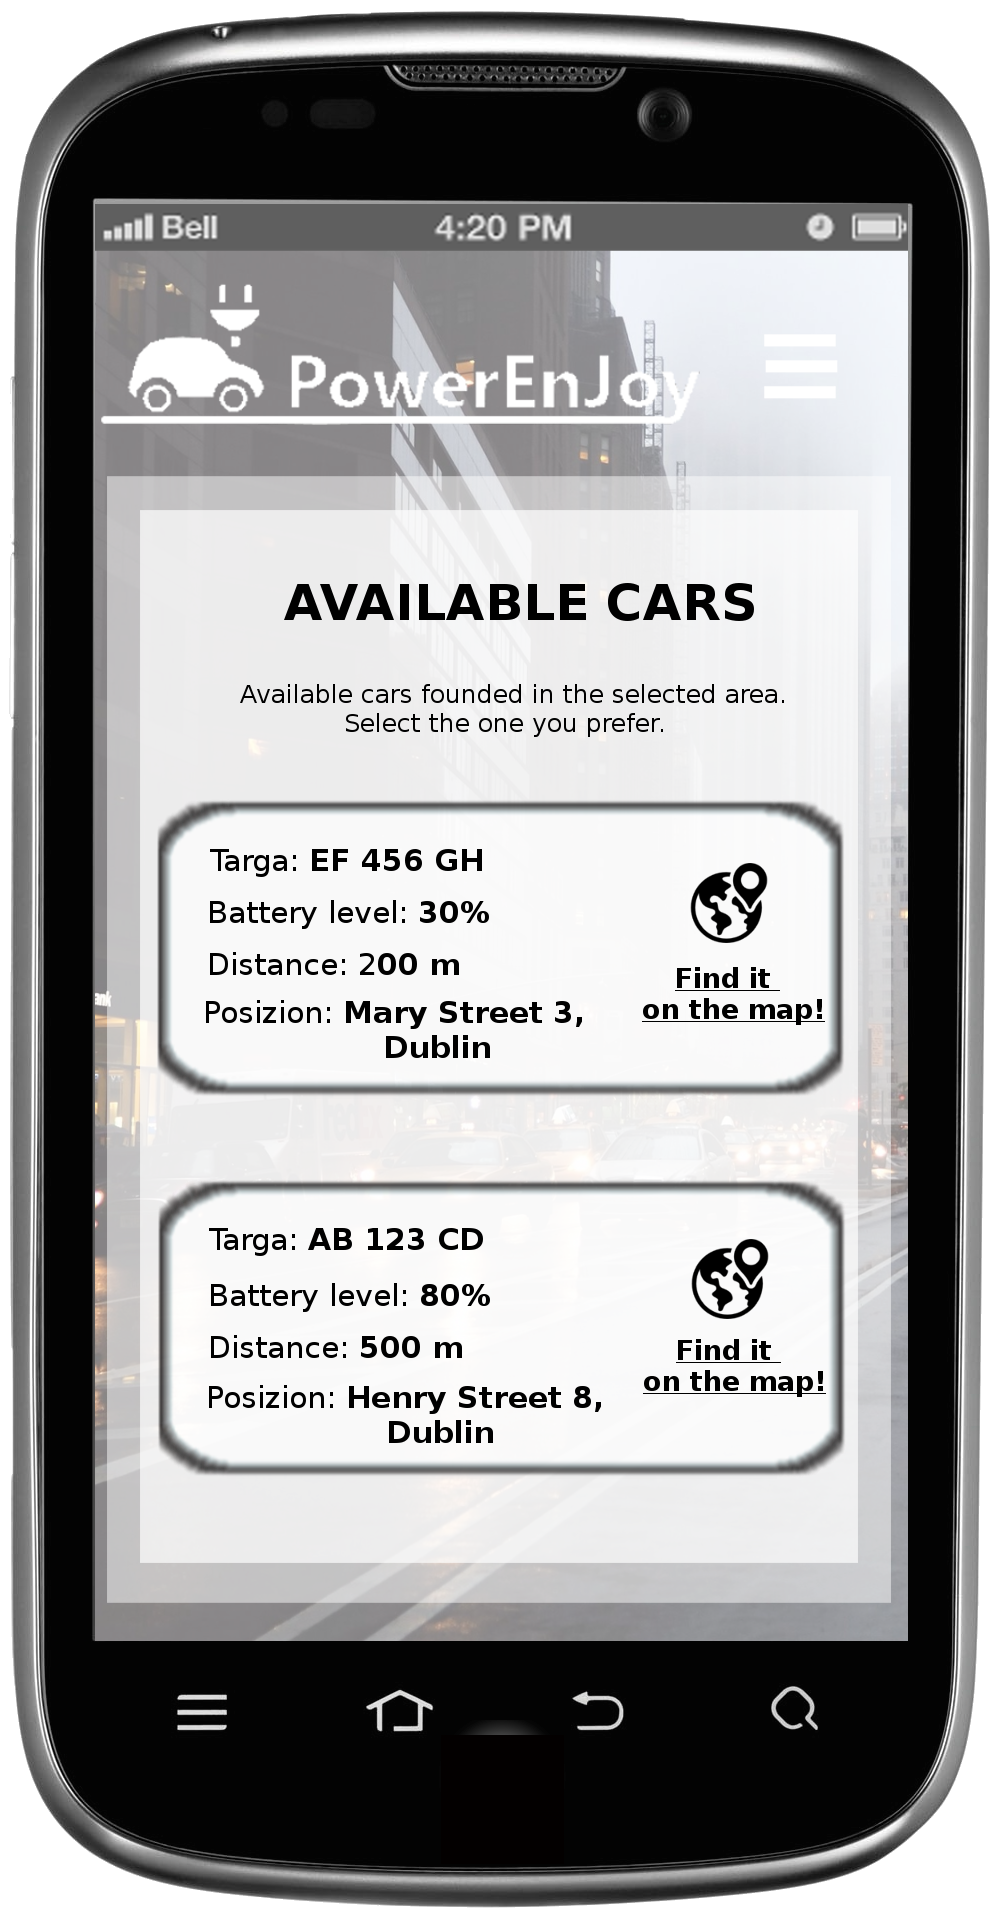 Bell 4:20 PM
PowerEnJoy
AVAILABLE CARS
Available cars founded in the selected area.
Select the one you prefer.
Targa: EF 456 GH
Battery level: 30%
Distance: 200 m
Posizion: Mary Street 3,
Dublin
Find it
on the map!
ank
Targa: AB 123 CD
Battery level: 80%
Distance: 500 m
Posizion: Henry Street 8,
Dublin
Find it
on the map!